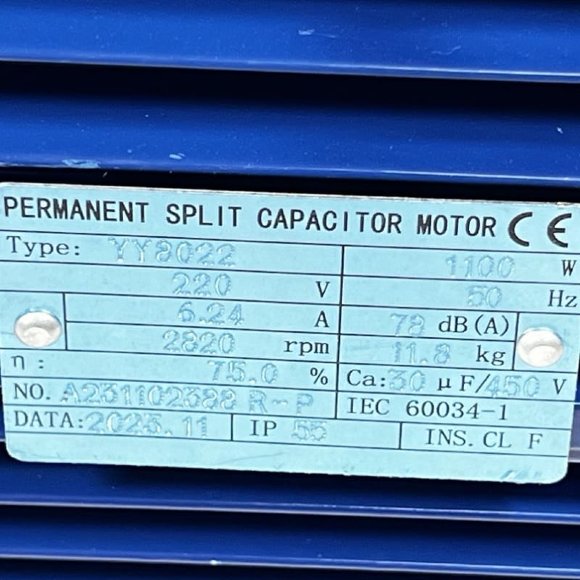 PERMANENT SPLIT CAPACITOR MOTOR CE
Type: YY8022 1100 W
220 V 50 Hz
6.24 A 78 dB(A)
2820 rpm 11.8 kg
η: 75.0 % Ca:30 μF/450 V
NO. A231102388 R-P IEC 60034-1
DATA:2023.11 IP 55 INS.CL F